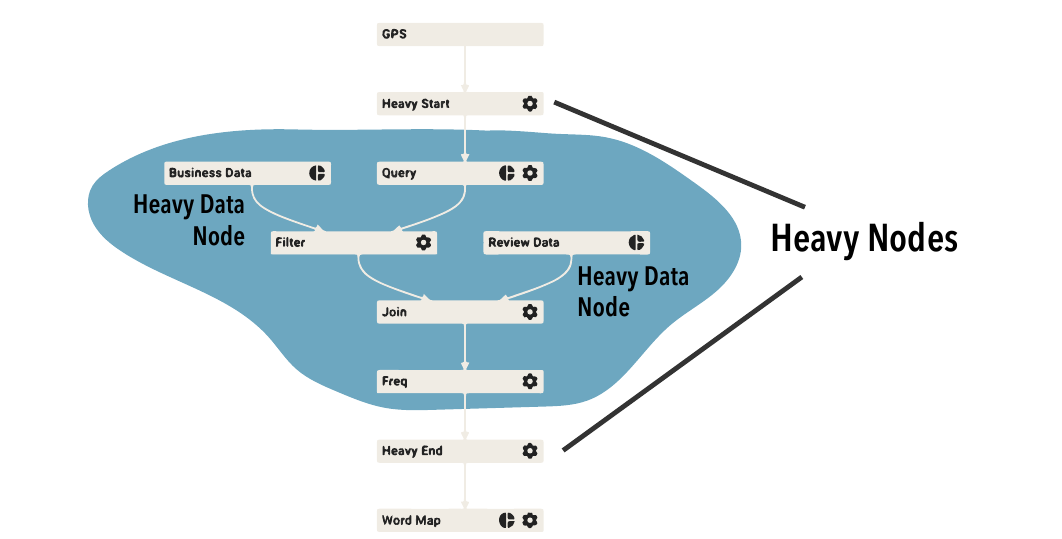 GPS
Heavy Start
Business Data
Query
Heavy Data
Node
Filter
Review Data
Heavy Nodes
Heavy Data
Node
Join
Freq
Heavy End
Word Map